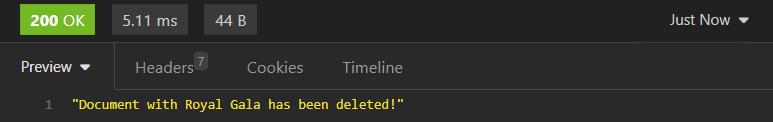 200 OK 5.11 ms 44 B Just Now
Preview Headers 7 Cookies Timeline
1 "Document with Royal Gala has been deleted!"